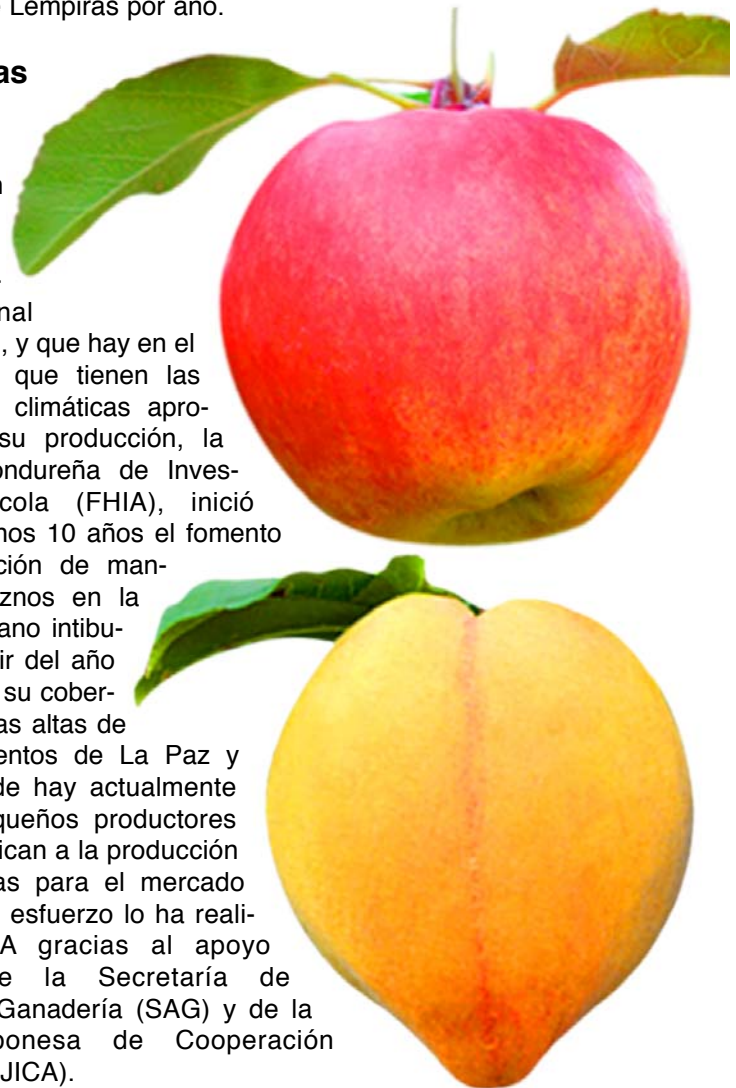 Lempiras por año.
as
n
nal
, y que hay en el
que tienen las
climáticas apro-
su producción, la
ondureña de Inves-
cola (FHIA), inició
nos 10 años el fomento
ción de man-
znos en la
ano intibu-
ir del año
su cober-
as altas de
entos de La Paz y
de hay actualmente
queños productores
ican a la producción
as para el mercado
esfuerzo lo ha reali-
A gracias al apoyo
e la Secretaría de
Ganadería (SAG) y de la
ponesa de Cooperación
JICA).